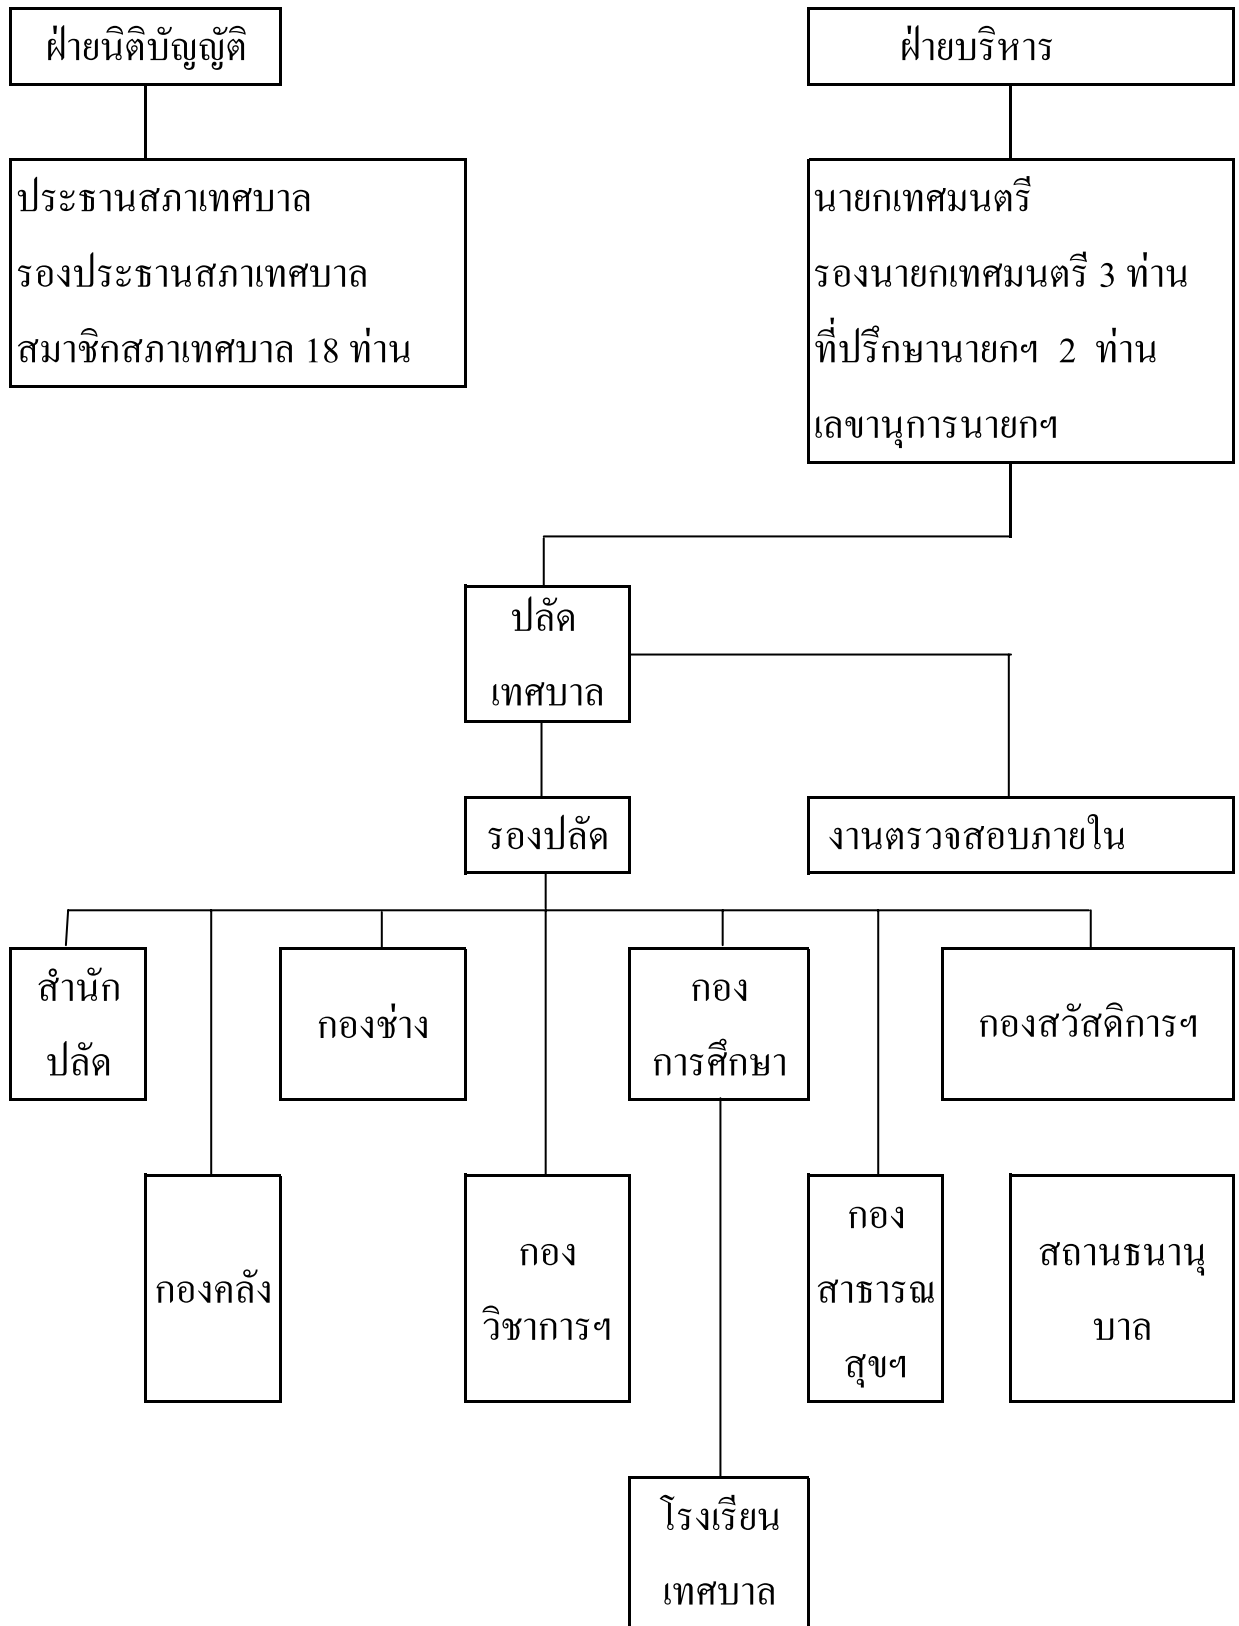 ฝ่ายนิติบัญญัติ
ฝ่ายบริหาร
ประธานสภาเทศบาล
รองประธานสภาเทศบาล
สมาชิกสภาเทศบาล 18 ท่าน
นายกเทศมนตรี
รองนายกเทศมนตรี 3 ท่าน
ที่ปรึกษานายกฯ 2 ท่าน
เลขานุการนายกฯ
ปลัด
เทศบาล
รองปลัด
งานตรวจสอบภายใน
สำนัก
ปลัด
กองช่าง
กอง
การศึกษา
กองสวัสดิการฯ
กองคลัง
กอง
วิชาการฯ
กอง
สาธารณ
สุขฯ
สถานธนานุ
บาล
โรงเรียน
เทศบาล